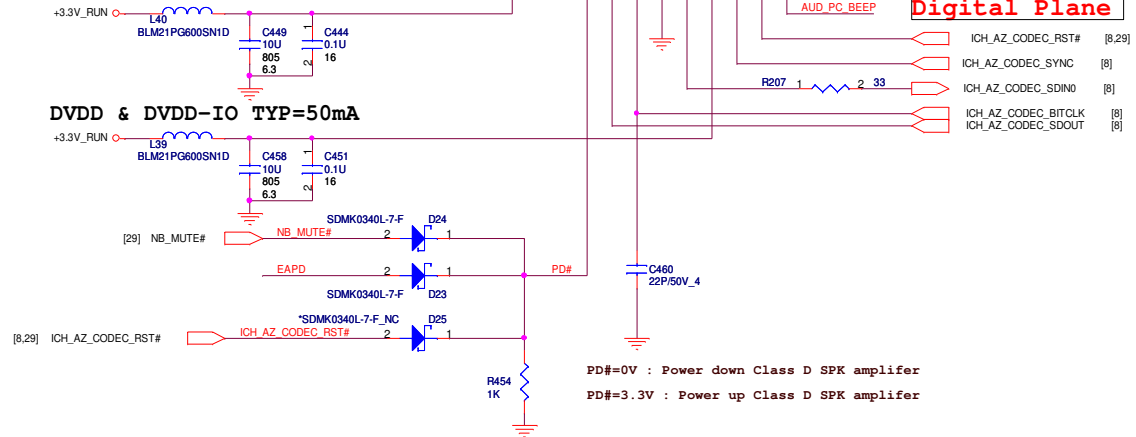 AUD_PC_BEEP
Digital Plane
+3.3V_RUN
L40
BLM21PG600SN1D
C449
10U
805
6.3
1
C444
0.1U
16
2
ICH_AZ_CODEC_RST# [8,29]
ICH_AZ_CODEC_SYNC [8]
R207 1 2 33
ICH_AZ_CODEC_SDIN0 [8]
ICH_AZ_CODEC_BITCLK [8]
ICH_AZ_CODEC_SDOUT [8]
DVDD & DVDD-IO TYP=50mA
+3.3V_RUN
L39
BLM21PG600SN1D
C458
10U
805
6.3
1
C451
0.1U
16
2
SDMK0340L-7-F D24
[29] NB_MUTE# NB_MUTE# 2 1
EAPD 2 1 PD#
SDMK0340L-7-F D23
*SDMK0340L-7-F_NC D25
[8,29] ICH_AZ_CODEC_RST# ICH_AZ_CODEC_RST# 2 1
C460
22P/50V_4
R454
1K
PD#=0V : Power down Class D SPK amplifer
PD#=3.3V : Power up Class D SPK amplifer